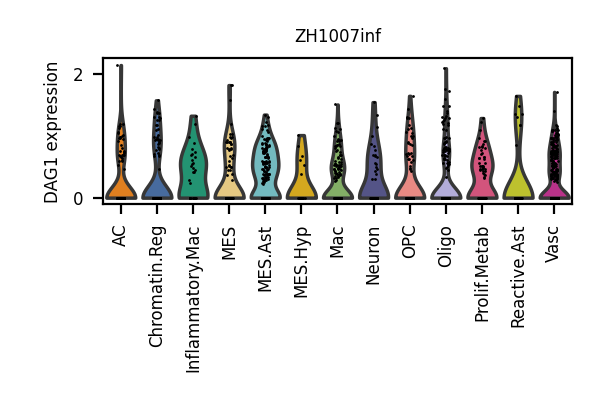 ZH1007inf
DAG1 expression
2
0
AC
Chromatin.Reg
Inflammatory.Mac
MES
MES.Ast
MES.Hyp
Mac
Neuron
OPC
Oligo
Prolif.Metab
Reactive.Ast
Vasc